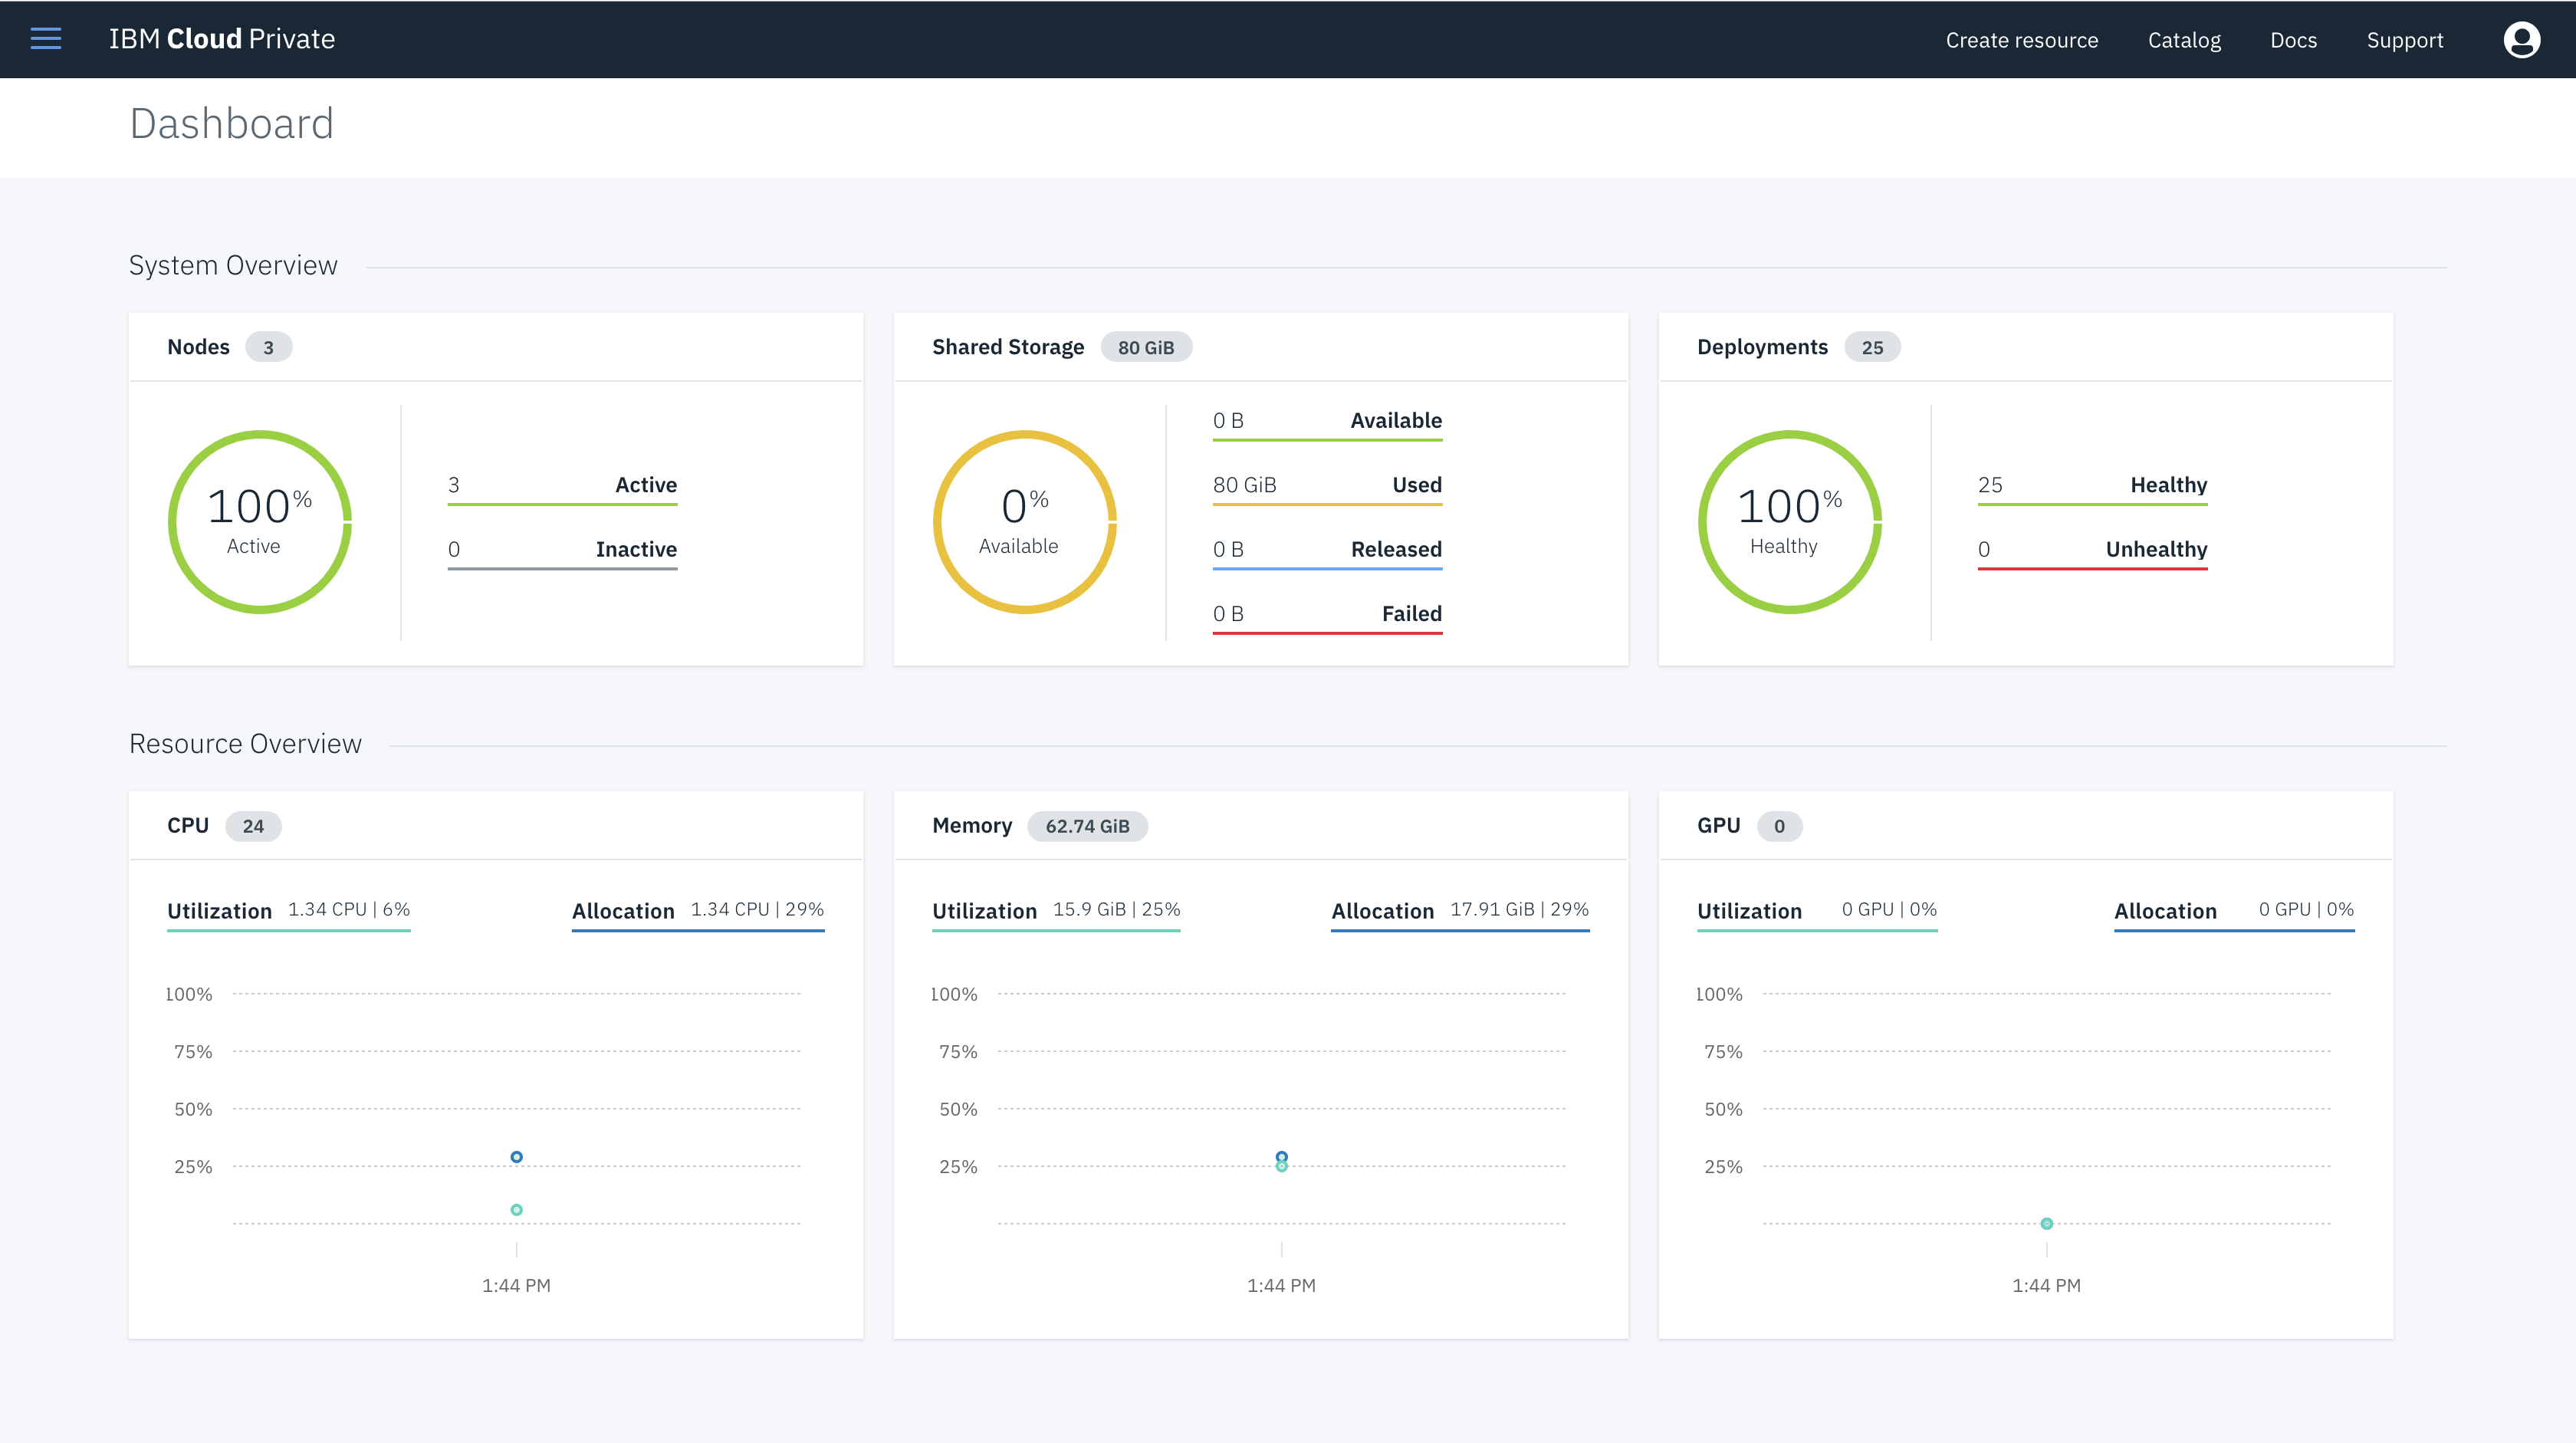 IBM Cloud Private
Create resource Catalog Docs Support
Dashboard
System Overview
Nodes 3
100%
Active
3 Active
0 Inactive
Shared Storage 80 GiB
0%
Available
0 B Available
80 GiB Used
0 B Released
0 B Failed
Deployments 25
100%
Healthy
25 Healthy
0 Unhealthy
Resource Overview
CPU 24
Utilization 1.34 CPU | 6% Allocation 1.34 CPU | 29%
100%
75%
50%
25%
1:44 PM
Memory 62.74 GiB
Utilization 15.9 GiB | 25% Allocation 17.91 GiB | 29%
100%
75%
50%
25%
1:44 PM
GPU 0
Utilization 0 GPU | 0% Allocation 0 GPU | 0%
100%
75%
50%
25%
1:44 PM